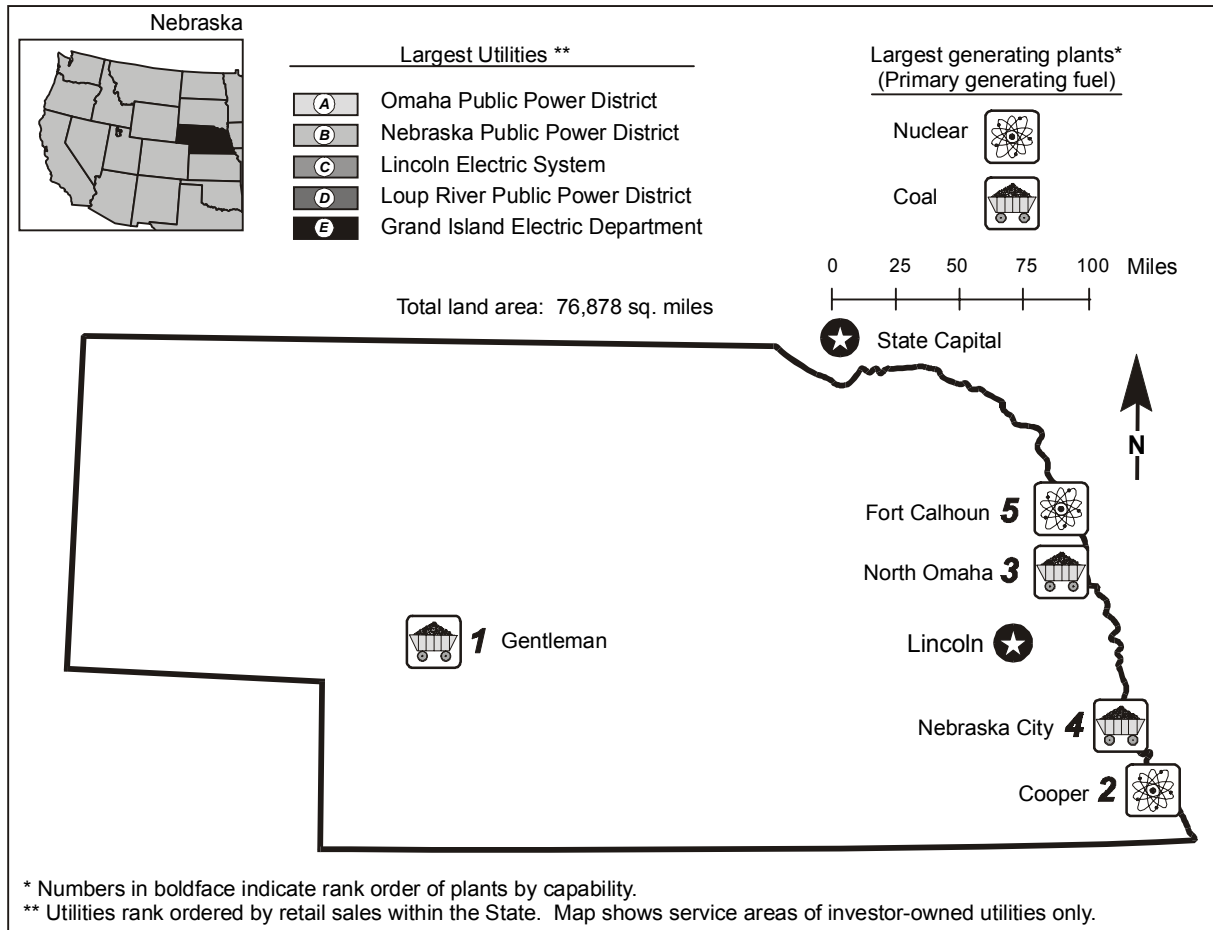 Nebraska
Largest Utilities **
A Omaha Public Power District
B Nebraska Public Power District
C Lincoln Electric System
D Loup River Public Power District
E Grand Island Electric Department
Largest generating plants*
(Primary generating fuel)
Nuclear
Coal
0 25 50 75 100 Miles
Total land area: 76,878 sq. miles
State Capital
N
Fort Calhoun 5
North Omaha 3
1 Gentleman
Lincoln
Nebraska City 4
Cooper 2
* Numbers in boldface indicate rank order of plants by capability.
** Utilities rank ordered by retail sales within the State. Map shows service areas of investor-owned utilities only.